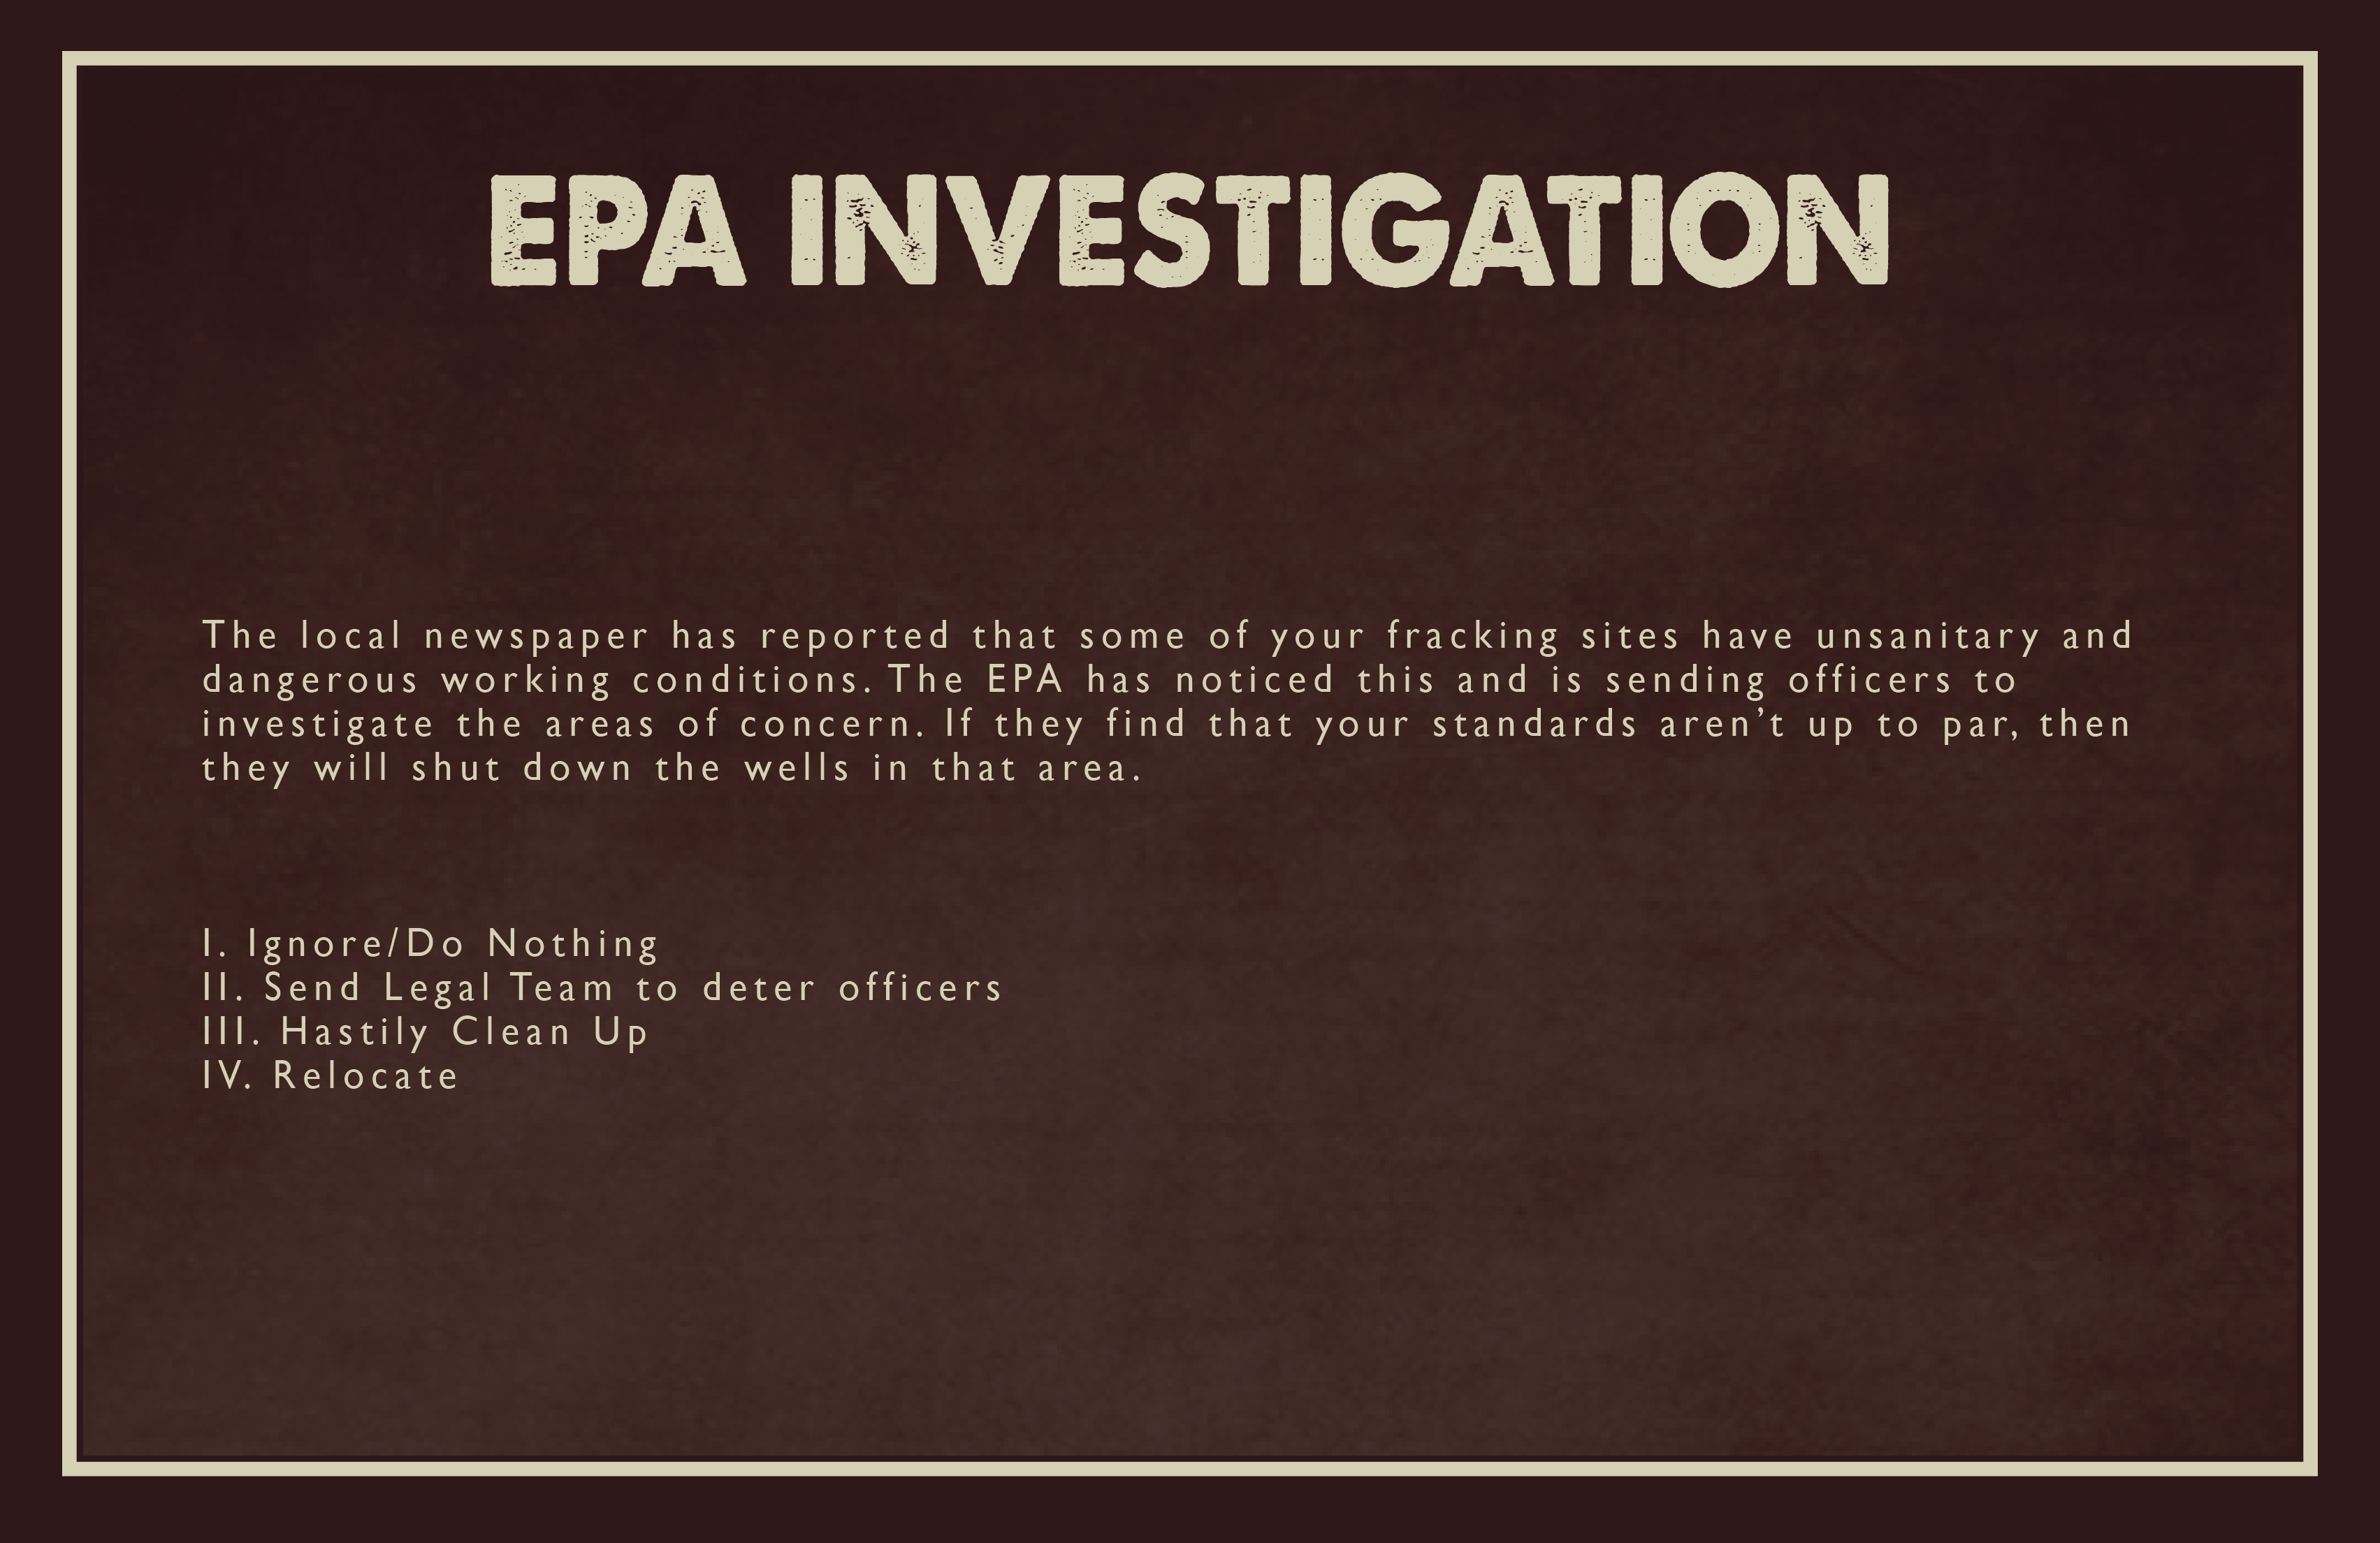 EPA INVESTIGATION
The local newspaper has reported that some of your fracking sites have unsanitary and
dangerous working conditions. The EPA has noticed this and is sending officers to
investigate the areas of concern. If they find that your standards aren’t up to par, then
they will shut down the wells in that area.
I. Ignore/Do Nothing
II. Send Legal Team to deter officers
III. Hastily Clean Up
IV. Relocate